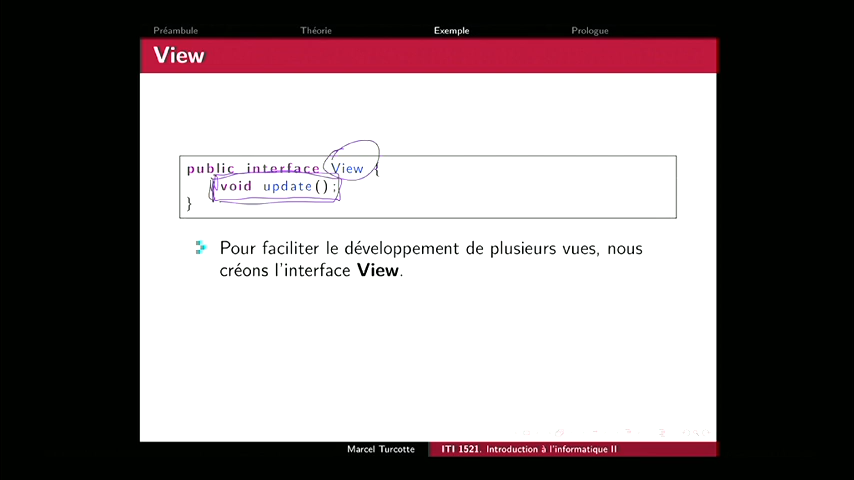 Préambule Théorie Exemple Prologue
View
public interface View {
void update();
}
Pour faciliter le développement de plusieurs vues, nous
créons l'interface View.
Marcel Turcotte ITI 1521. Introduction à l'informatique II